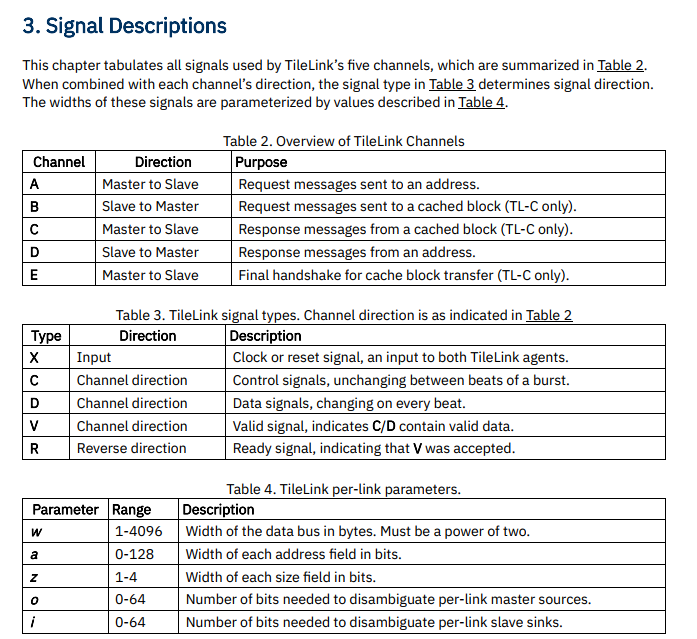 3. Signal Descriptions
This chapter tabulates all signals used by TileLink's five channels, which are summarized in Table 2.
When combined with each channel's direction, the signal type in Table 3 determines signal direction.
The widths of these signals are parameterized by values described in Table 4.
Table 2. Overview of TileLink Channels
Channel Direction Purpose
A Master to Slave Request messages sent to an address.
B Slave to Master Request messages sent to a cached block (TL-C only).
C Master to Slave Response messages from a cached block (TL-C only).
D Slave to Master Response messages from an address.
E Master to Slave Final handshake for cache block transfer (TL-C only).
Table 3. TileLink signal types. Channel direction is as indicated in Table 2
Type Direction Description
X Input Clock or reset signal, an input to both TileLink agents.
C Channel direction Control signals, unchanging between beats of a burst.
D Channel direction Data signals, changing on every beat.
V Channel direction Valid signal, indicates C/D contain valid data.
R Reverse direction Ready signal, indicating that V was accepted.
Table 4. TileLink per-link parameters.
Parameter Range Description
w 1-4096 Width of the data bus in bytes. Must be a power of two.
a 0-128 Width of each address field in bits.
z 1-4 Width of each size field in bits.
o 0-64 Number of bits needed to disambiguate per-link master sources.
i 0-64 Number of bits needed to disambiguate per-link slave sinks.